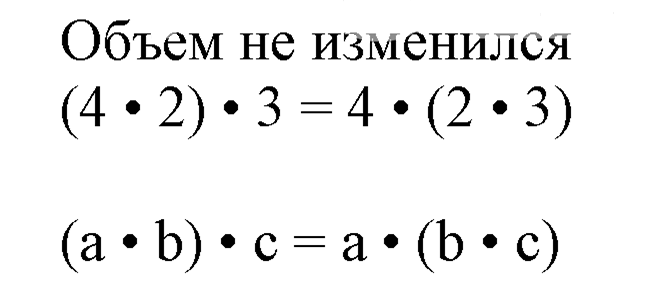 Объем не изменился
(4 • 2) • 3 = 4 • (2 • 3)
(a • b) • c = a • (b • c)